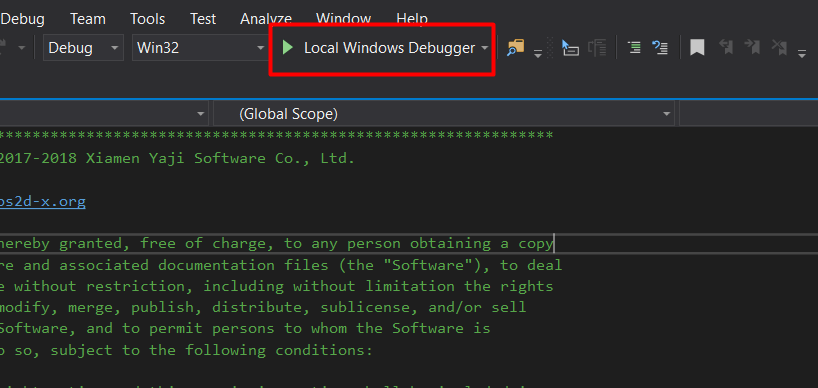 Debug Team Tools Test Analyze Window Help
Debug Win32 Local Windows Debugger
(Global Scope)
****************************************************************
2017-2018 Xiamen Yaji Software Co., Ltd.
os2d-x.org
hereby granted, free of charge, to any person obtaining a copy
re and associated documentation files (the "Software"), to deal
e without restriction, including without limitation the rights
modify, merge, publish, distribute, sublicense, and/or sell
Software, and to permit persons to whom the Software is
o so, subject to the following conditions: